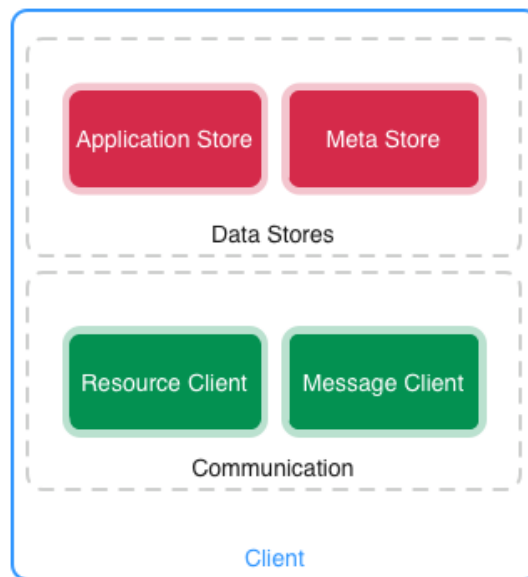 Application Store
Meta Store
Data Stores
Resource Client
Message Client
Communication
Client